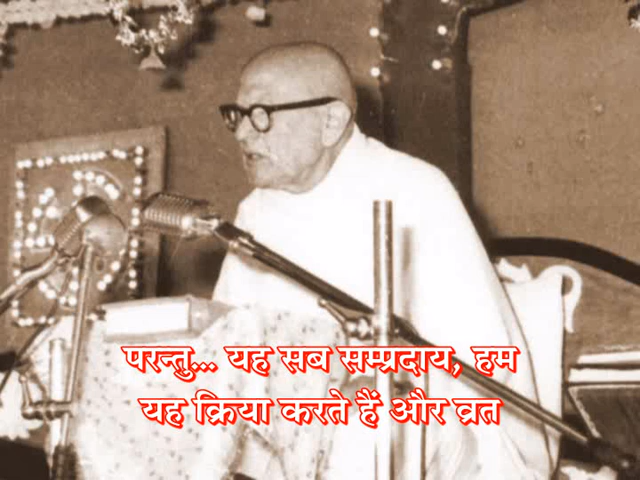 परन्तु... यह सब सम्प्रदाय, हम
यह क्रिया करते हैं और व्रत